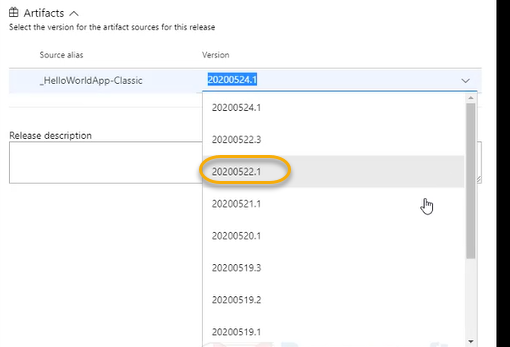 Artifacts
Select the version for the artifact sources for this release
Source alias
Version
_HelloWorldApp-Classic
20200524.1
20200524.1
20200522.3
Release description
20200522.1
20200521.1
20200520.1
20200519.3
20200519.2
20200519.1